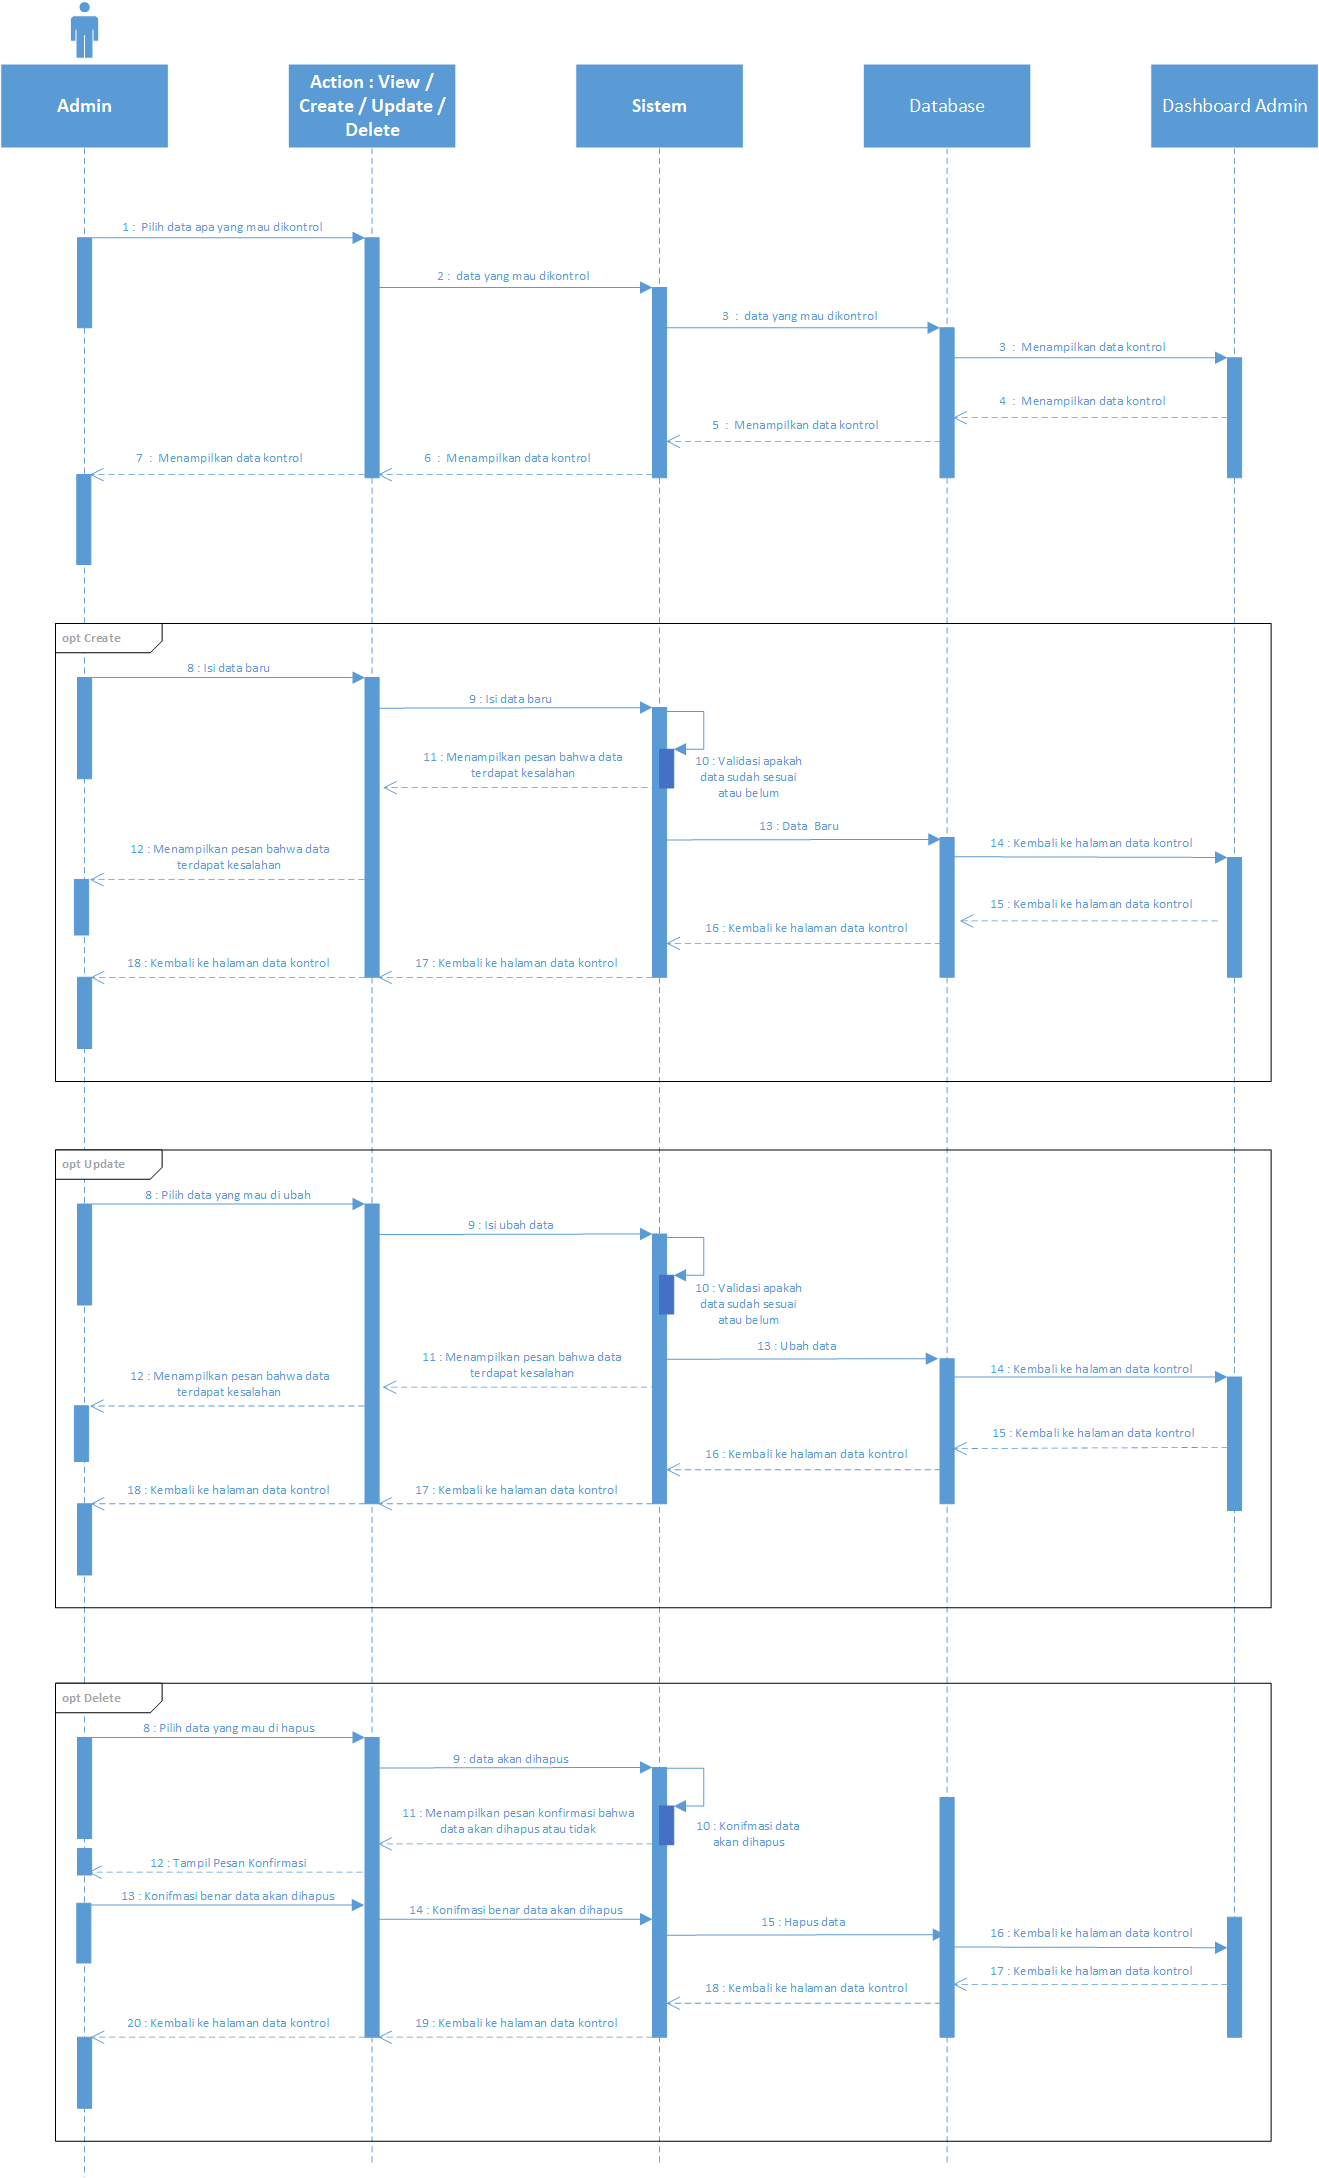 Admin
Action : View /
Create / Update /
Delete
Sistem
Database
Dashboard Admin
1 : Pilih data apa yang mau dikontrol
2 : data yang mau dikontrol
3 : data yang mau dikontrol
3 : Menampilkan data kontrol
4 : Menampilkan data kontrol
5 : Menampilkan data kontrol
6 : Menampilkan data kontrol
7 : Menampilkan data kontrol
opt Create
8 : Isi data baru
9 : Isi data baru
10 : Validasi apakah
data sudah sesuai
atau belum
11 : Menampilkan pesan bahwa data
terdapat kesalahan
12 : Menampilkan pesan bahwa data
terdapat kesalahan
13 : Data Baru
14 : Kembali ke halaman data kontrol
15 : Kembali ke halaman data kontrol
16 : Kembali ke halaman data kontrol
17 : Kembali ke halaman data kontrol
18 : Kembali ke halaman data kontrol
opt Update
8 : Pilih data yang mau di ubah
9 : Isi ubah data
10 : Validasi apakah
data sudah sesuai
atau belum
11 : Menampilkan pesan bahwa data
terdapat kesalahan
12 : Menampilkan pesan bahwa data
terdapat kesalahan
13 : Ubah data
14 : Kembali ke halaman data kontrol
15 : Kembali ke halaman data kontrol
16 : Kembali ke halaman data kontrol
17 : Kembali ke halaman data kontrol
18 : Kembali ke halaman data kontrol
opt Delete
8 : Pilih data yang mau di hapus
9 : data akan dihapus
10 : Konifmasi data
akan dihapus
11 : Menampilkan pesan konfirmasi bahwa
data akan dihapus atau tidak
12 : Tampil Pesan Konfirmasi
13 : Konifmasi benar data akan dihapus
14 : Konifmasi benar data akan dihapus
15 : Hapus data
16 : Kembali ke halaman data kontrol
17 : Kembali ke halaman data kontrol
18 : Kembali ke halaman data kontrol
19 : Kembali ke halaman data kontrol
20 : Kembali ke halaman data kontrol